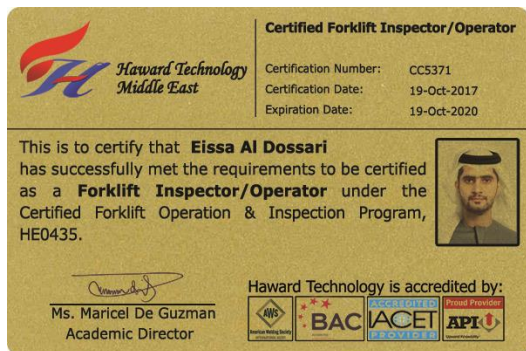 Haward Technology
Middle East
Certified Forklift Inspector/Operator
Certification Number: CC5371
Certification Date: 19-Oct-2017
Expiration Date: 19-Oct-2020
This is to certify that Eissa Al Dossari
has successfully met the requirements to be certified
as a Forklift Inspector/Operator under the
Certified Forklift Operation & Inspection Program,
HE0435.
Ms. Maricel De Guzman
Academic Director
Haward Technology is accredited by:
AWS
American Welding Society
BAC
ACCREDITED
IACET
PROVIDER
Proud Provider
API U